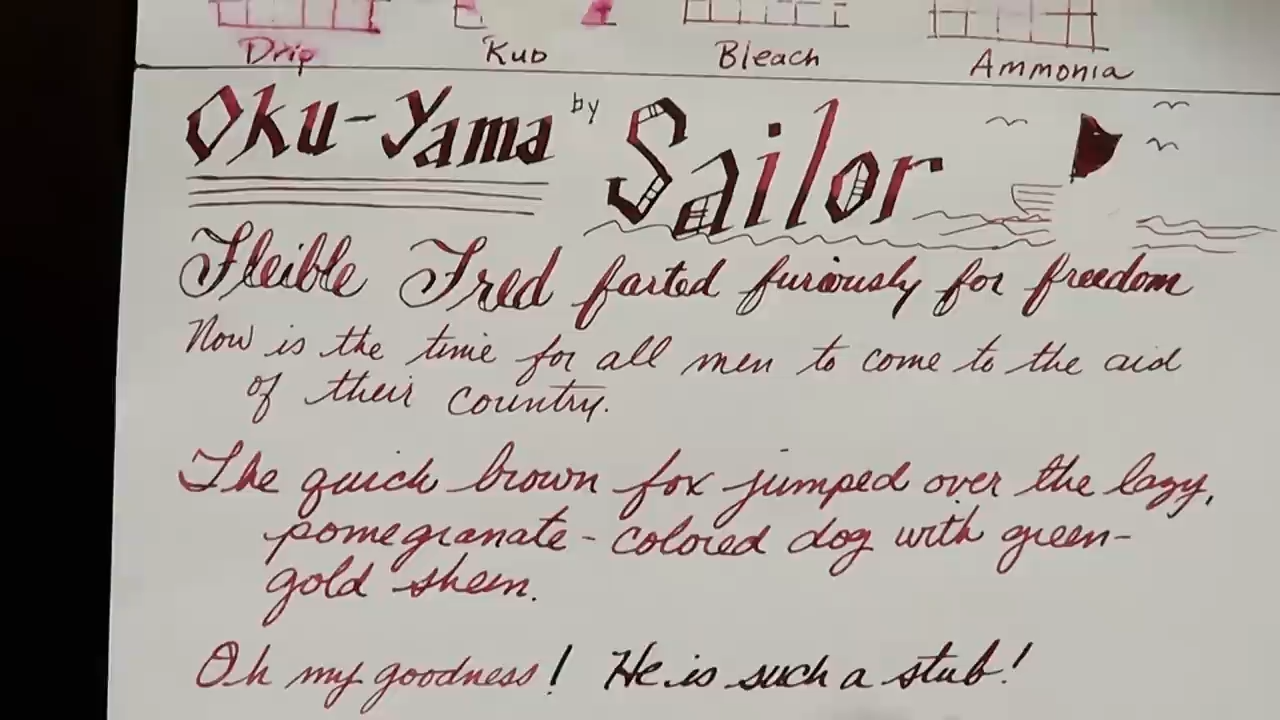 Drip Rub Bleach Ammonia
Oku-Yama by Sailor
Fleible Fred farted furiously for freedom
Now is the time for all men to come to the aid
of their country.
The quick brown fox jumped over the lazy,
pomegranate-colored dog with green-
gold sheen.
Oh my goodness! He is such a stub!